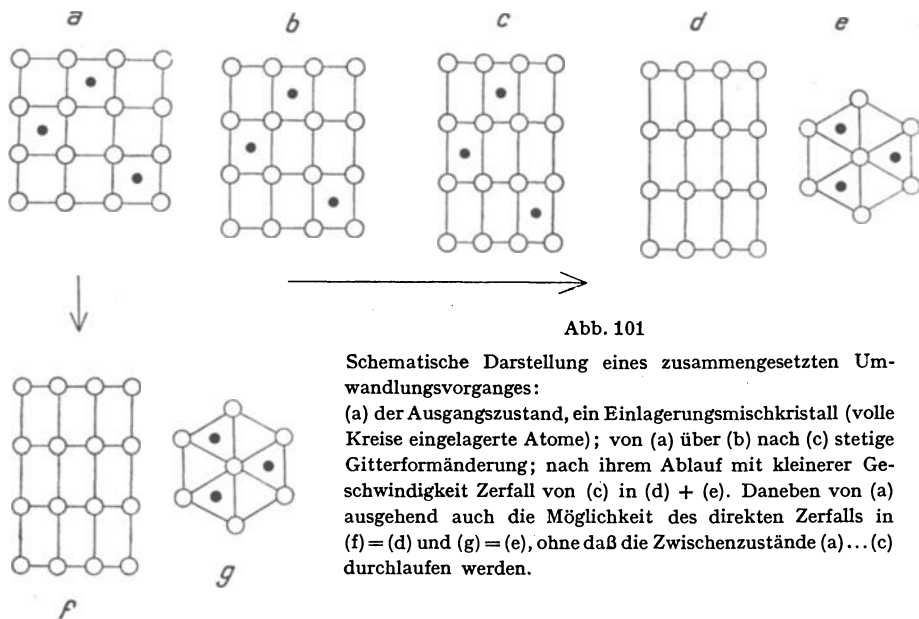 a b c d e
Abb. 101
Schematische Darstellung eines zusammengesetzten Um-
wandlungsvorganges:
(a) der Ausgangszustand, ein Einlagerungsmischkristall (volle
Kreise eingelagerte Atome); von (a) über (b) nach (c) stetige
Gitterformänderung; nach ihrem Ablauf mit kleinerer Ge-
schwindigkeit Zerfall von (c) in (d) + (e). Daneben von (a)
ausgehend auch die Möglichkeit des direkten Zerfalls in
(f) = (d) und (g) = (e), ohne daß die Zwischenzustände (a)...(c)
durchlaufen werden.
f g